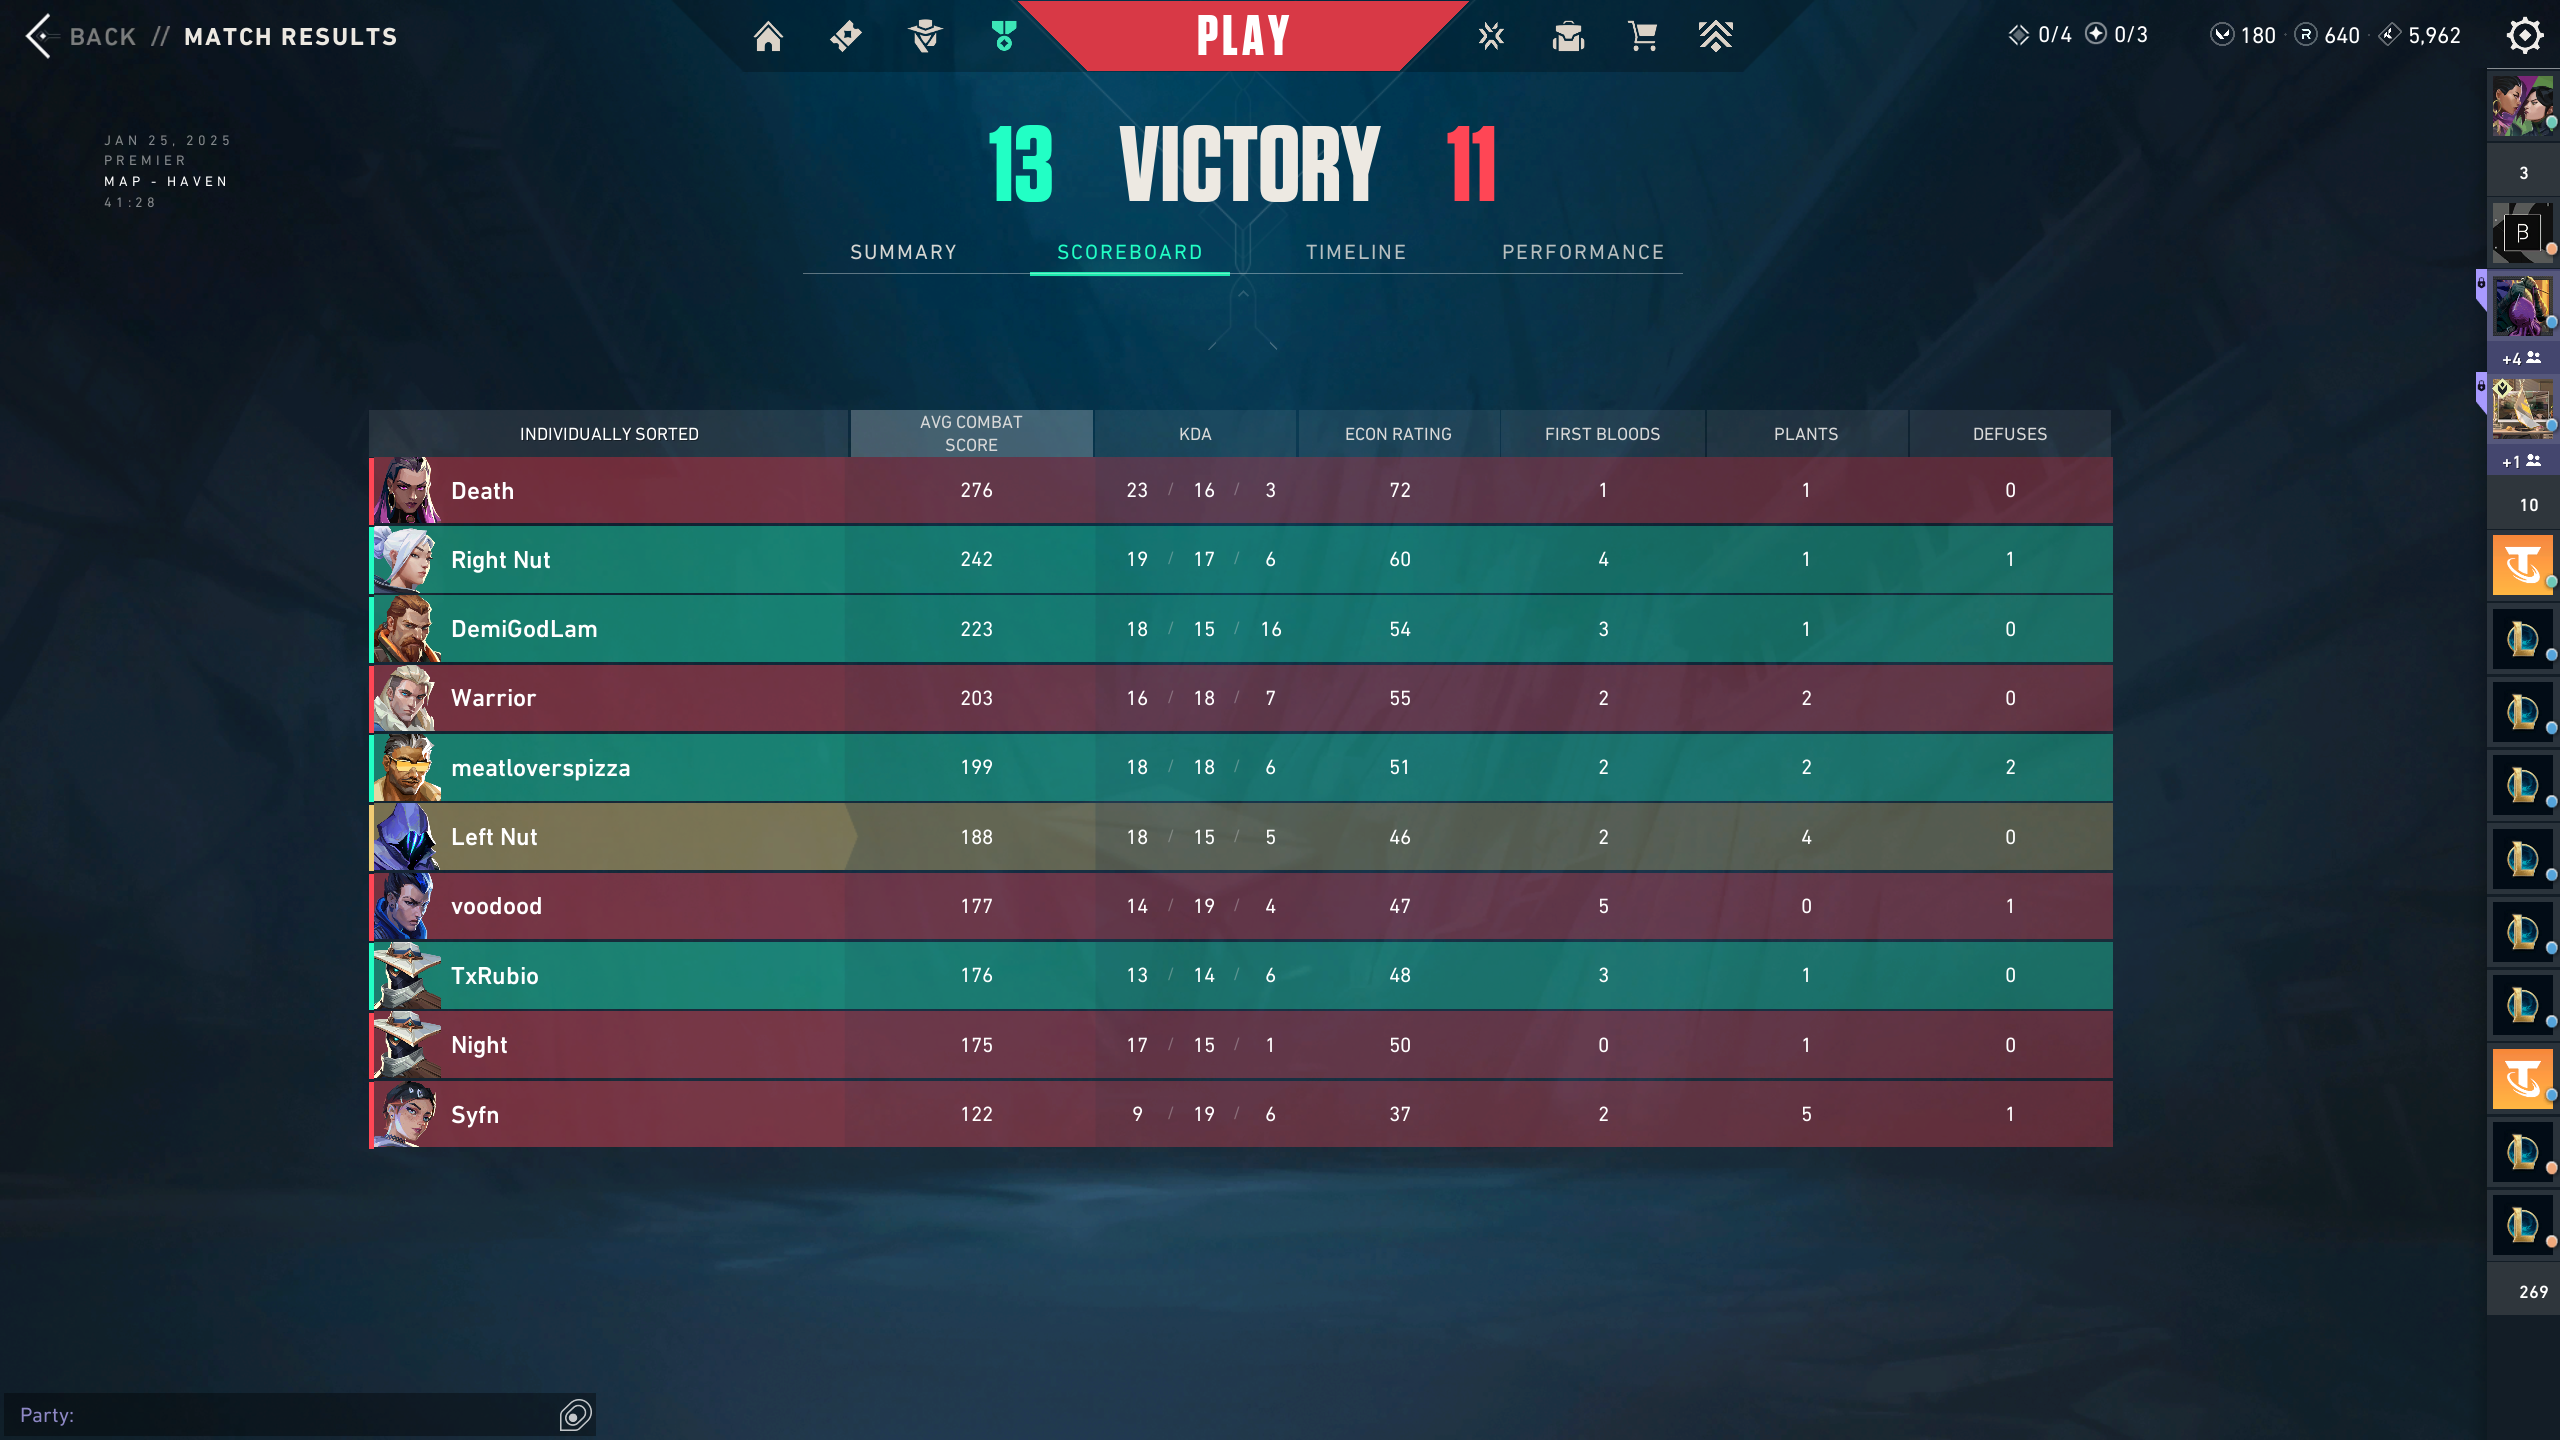 BACK // MATCH RESULTS
PLAY
0/4 0/3 180 R 640 5,962
JAN 25, 2025
PREMIER
MAP - HAVEN
41:28
13 VICTORY 11
SUMMARY SCOREBOARD TIMELINE PERFORMANCE
INDIVIDUALLY SORTED AVG COMBAT SCORE KDA ECON RATING FIRST BLOODS PLANTS DEFUSES
Death 276 23 / 16 / 3 72 1 1 0
Right Nut 242 19 / 17 / 6 60 4 1 1
DemiGodLam 223 18 / 15 / 16 54 3 1 0
Warrior 203 16 / 18 / 7 55 2 2 0
meatloverspizza 199 18 / 18 / 6 51 2 2 2
Left Nut 188 18 / 15 / 5 46 2 4 0
voodood 177 14 / 19 / 4 47 5 0 1
TxRubio 176 13 / 14 / 6 48 3 1 0
Night 175 17 / 15 / 1 50 0 1 0
Syfn 122 9 / 19 / 6 37 2 5 1
3
B
+4
+1
10
269
Party: